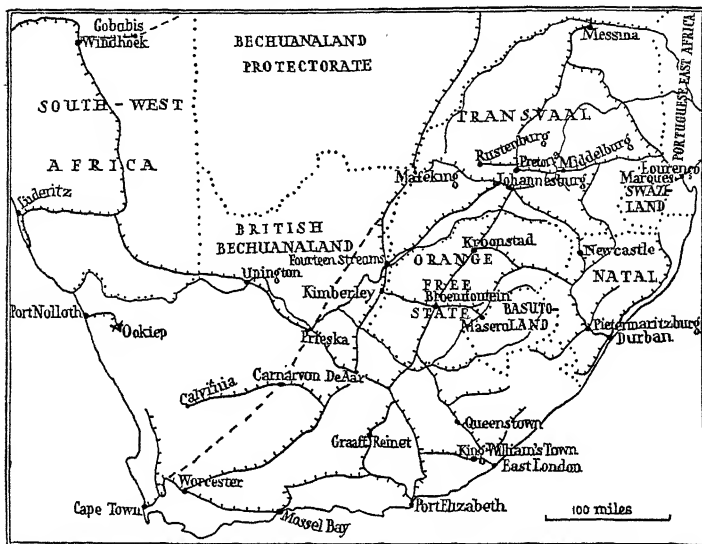 Gobabis
Windhoek
BECHUANALAND
PROTECTORATE
Messina
PORTUGUESE EAST AFRICA
SOUTH-WEST
AFRICA
TRANSVAAL
Rustenburg
Pretoria
Middelburg
Lourenço
Marques
Mafeking
Johannesburg
SWAZI-
LAND
Luderitz
BRITISH
BECHUANALAND
Fourteen Streams
ORANGE
FREE
STATE
Kroonstad
Newcastle
NATAL
Upington
Kimberley
Bloemfontein
BASUTO-
LAND
Maseru
Pietermaritzburg
Durban
Port Nolloth
Ookiep
Prieska
Calvinia
Carnarvon
De Aar
Queenstown
Graaff Reinet
King William's Town
East London
Worcester
Cape Town
Mossel Bay
Port Elizabeth
100 miles